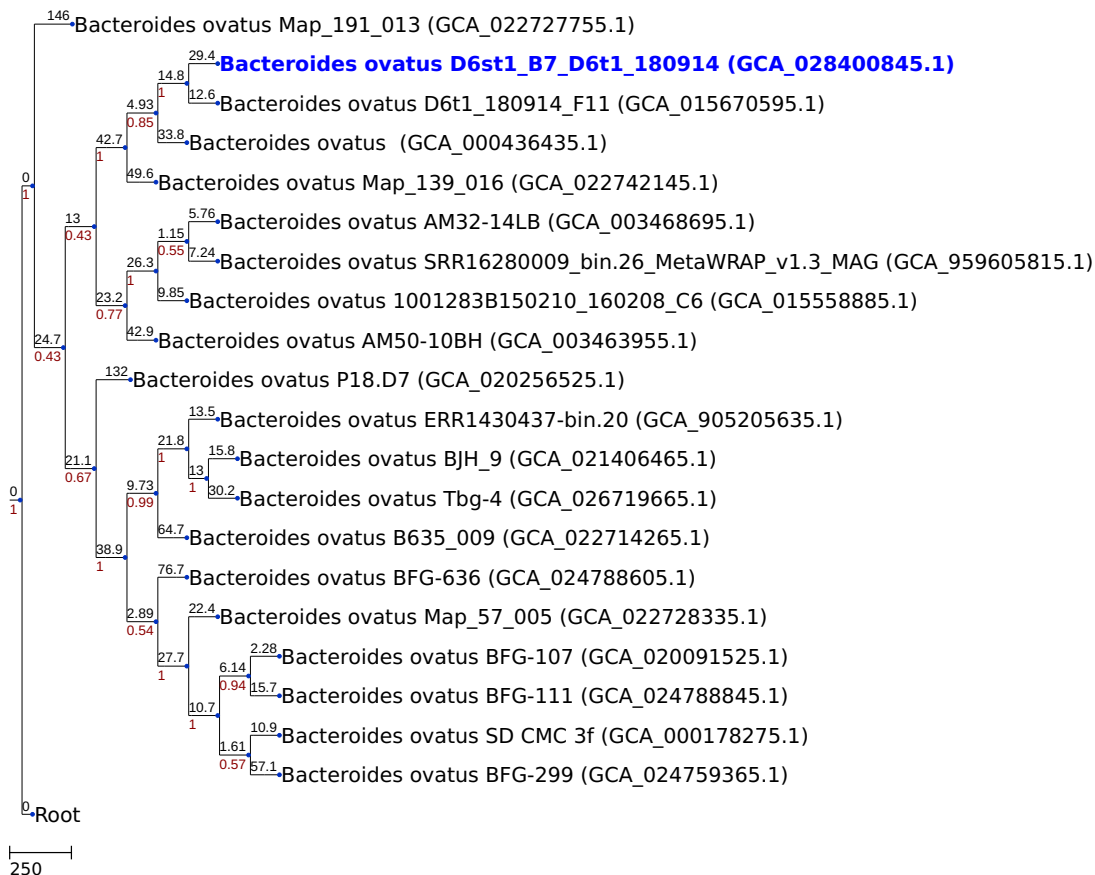 146 Bacteroides ovatus Map_191_013 (GCA_022727755.1)
29.4 Bacteroides ovatus D6st1_B7_D6t1_180914 (GCA_028400845.1)
14.8
1
12.6 Bacteroides ovatus D6t1_180914_F11 (GCA_015670595.1)
4.93
0.85
33.8 Bacteroides ovatus (GCA_000436435.1)
42.7
1
49.6 Bacteroides ovatus Map_139_016 (GCA_022742145.1)
0
1
5.76 Bacteroides ovatus AM32-14LB (GCA_003468695.1)
13
0.43
1.15
0.55
7.24 Bacteroides ovatus SRR16280009_bin.26_MetaWRAP_v1.3_MAG (GCA_959605815.1)
26.3
1
9.85 Bacteroides ovatus 1001283B150210_160208_C6 (GCA_015558885.1)
23.2
0.77
42.9 Bacteroides ovatus AM50-10BH (GCA_003463955.1)
24.7
0.43
132 Bacteroides ovatus P18.D7 (GCA_020256525.1)
13.5 Bacteroides ovatus ERR1430437-bin.20 (GCA_905205635.1)
21.8
1
15.8 Bacteroides ovatus BJH_9 (GCA_021406465.1)
21.1
0.67
13
1
30.2 Bacteroides ovatus Tbg-4 (GCA_026719665.1)
9.73
0.99
0
1
64.7 Bacteroides ovatus B635_009 (GCA_022714265.1)
38.9
1
76.7 Bacteroides ovatus BFG-636 (GCA_024788605.1)
2.89
0.54
22.4 Bacteroides ovatus Map_57_005 (GCA_022728335.1)
27.7
1
2.28 Bacteroides ovatus BFG-107 (GCA_020091525.1)
6.14
0.94
15.7 Bacteroides ovatus BFG-111 (GCA_024788845.1)
10.7
1
10.9 Bacteroides ovatus SD CMC 3f (GCA_000178275.1)
1.61
0.57
57.1 Bacteroides ovatus BFG-299 (GCA_024759365.1)
0 Root
250